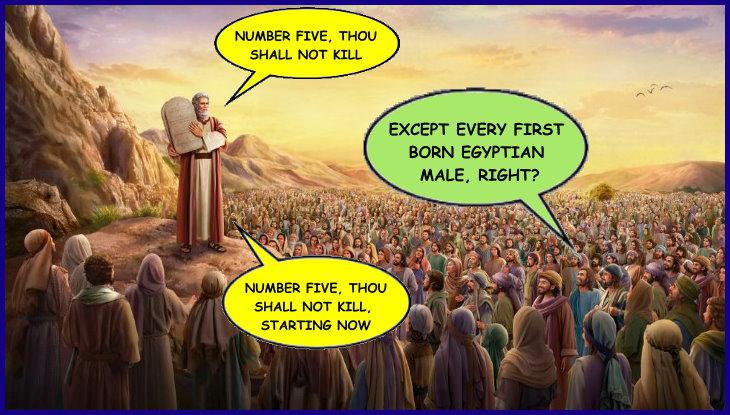 NUMBER FIVE, THOU
SHALL NOT KILL
EXCEPT EVERY FIRST
BORN EGYPTIAN
MALE, RIGHT?
NUMBER FIVE, THOU
SHALL NOT KILL,
STARTING NOW